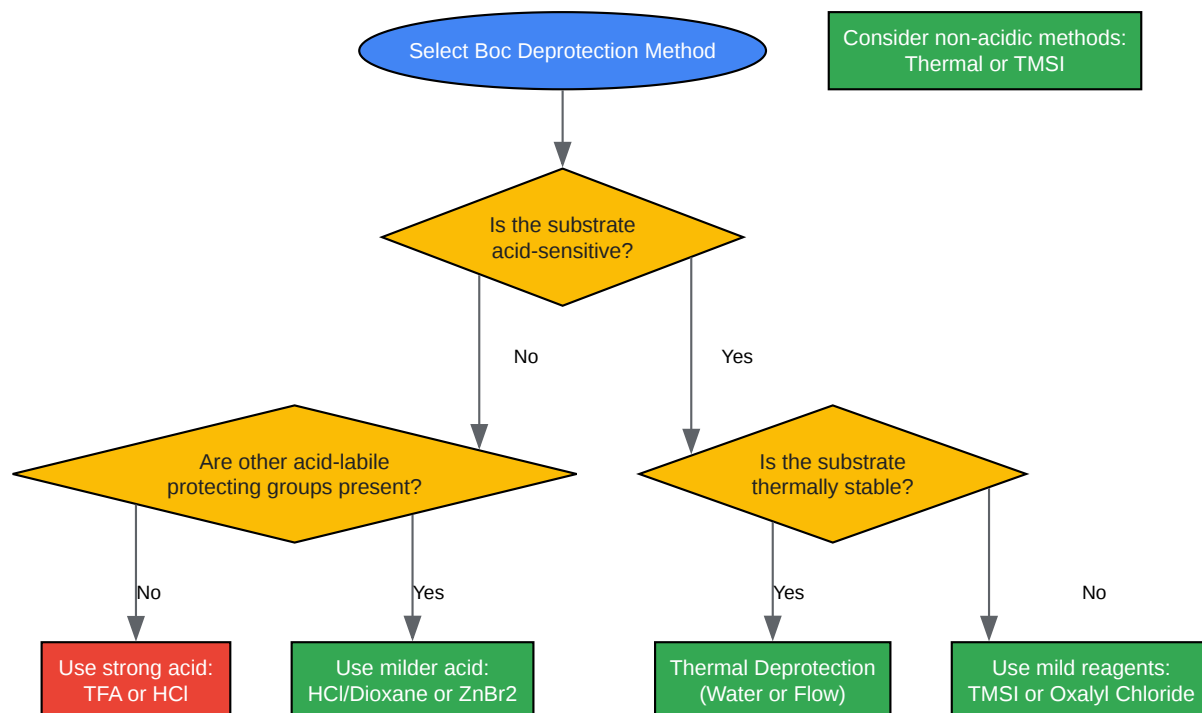 Select Boc Deprotection Method
Consider non-acidic methods:
Thermal or TMSI
Is the substrate
acid-sensitive?
No
Yes
Are other acid-labile
protecting groups present?
Is the substrate
thermally stable?
No
Yes
Yes
No
Use strong acid:
TFA or HCl
Use milder acid:
HCl/Dioxane or ZnBr2
Thermal Deprotection
(Water or Flow)
Use mild reagents:
TMSI or Oxalyl Chloride